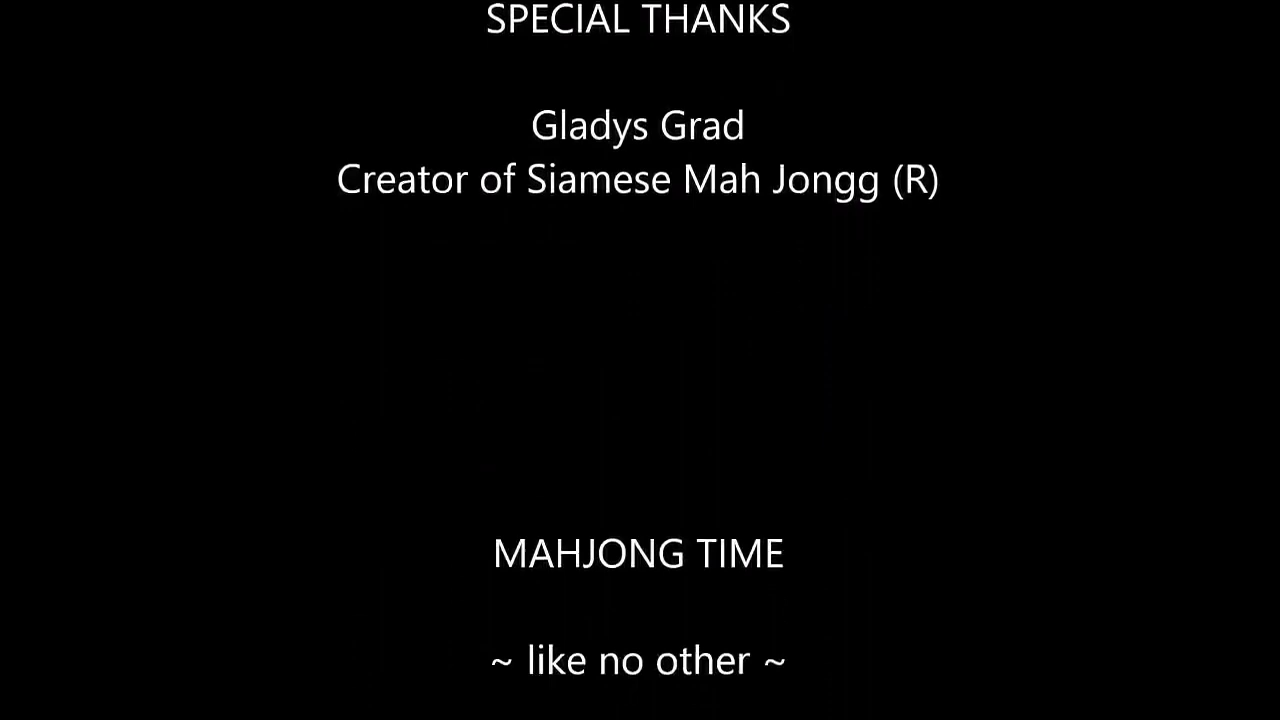 SPECIAL THANKS
Gladys Grad
Creator of Siamese Mah Jongg (R)
MAHJONG TIME
~ like no other ~